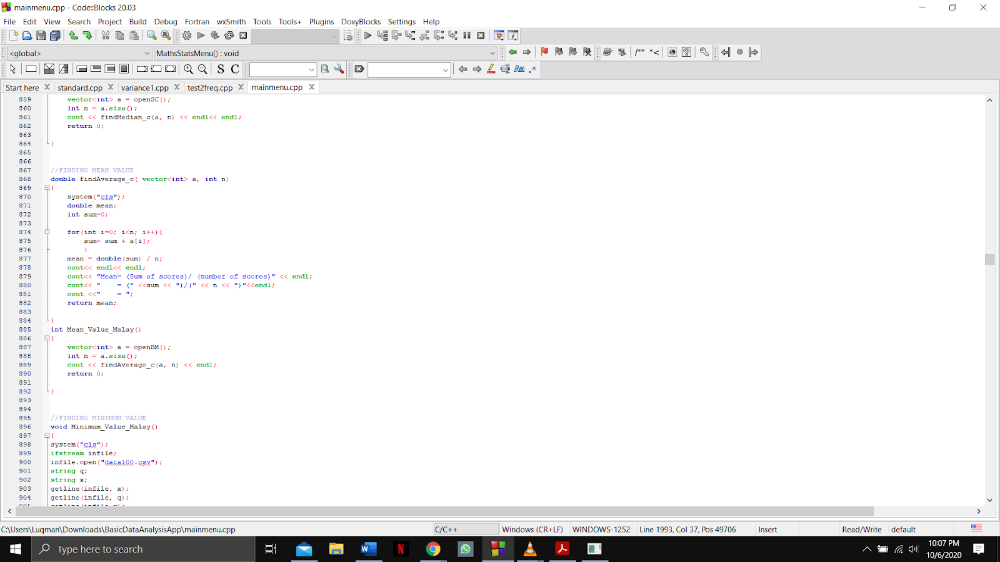 mainmenu.cpp - Code::Blocks 20.03
File Edit View Search Project Build Debug Fortran wxSmith Tools Tools+ Plugins DoxyBlocks Settings Help
<global> MathsStatsMenu() : void
/** *<
S C Aa .*
Start here standard.cpp variance1.cpp test2freq.cpp mainmenu.cpp
859 vector<int> a = openSC();
860 int n = a.size();
861 cout << findMedian_c(a, n) << endl<< endl;
862 return 0;
863
864 }
865
866
867 //FINDING MEAN VALUE
868 double findAverage_c( vector<int> a, int n)
869 {
870 system("cls");
871 double mean;
872 int sum=0;
873
874 for(int i=0; i<n; i++){
875 sum= sum + a[i];
876 }
877 mean = double(sum) / n;
878 cout<< endl<< endl;
879 cout<< "Mean= (Sum of scores)/ (number of scores)" << endl;
880 cout<< "    = (" <<sum << ")/(" << n << ")"<<endl;
881 cout <<"    = ";
882 return mean;
883
884 }
885 int Mean_Value_Malay()
886 {
887 vector<int> a = openBM();
888 int n = a.size();
889 cout << findAverage_c(a, n) << endl;
890 return 0;
891
892 }
893
894
895 //FINDING MINIMUM VALUE
896 void Minimum_Value_Malay()
897 {
898 system("cls");
899 ifstream infile;
900 infile.open("data100.csv");
901 string q;
902 string x;
903 getline(infile, x);
904 getline(infile, q);
C:\Users\Luqman\Downloads\BasicDataAnalysisApp\mainmenu.cpp C/C++ Windows (CR+LF) WINDOWS-1252 Line 1993, Col 37, Pos 49706 Insert Read/Write default
Type here to search
10:07 PM
10/6/2020